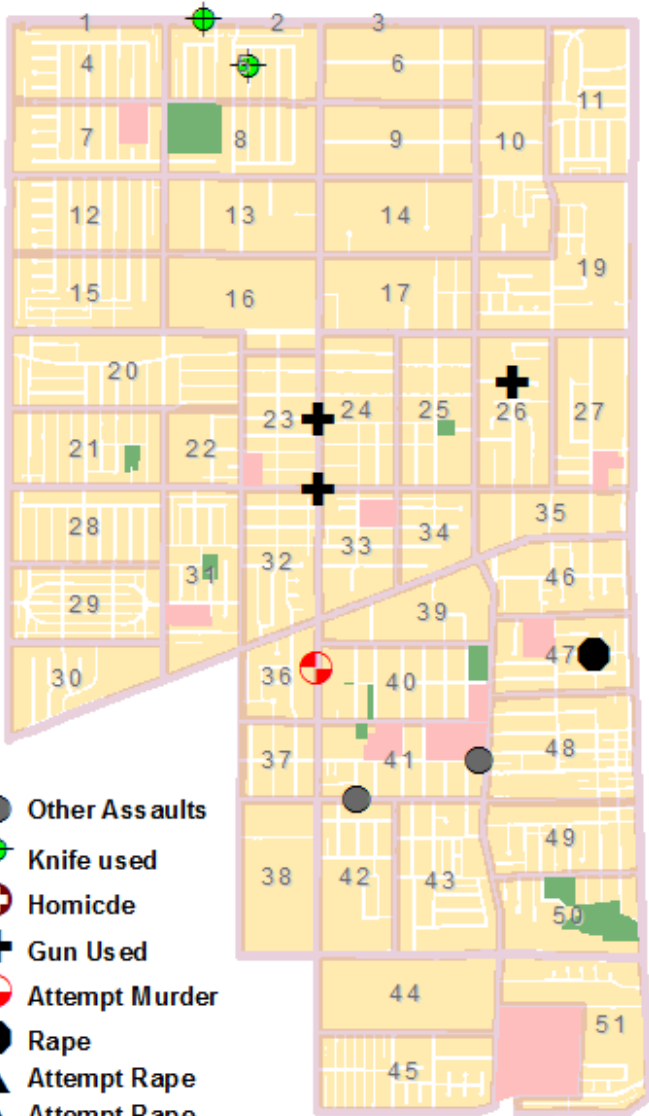 1 2 3
4 5 6
11
7 8 9 10
12 13 14
19
15 16 17
20
23 24 25 26 27
21 22
28 35
32 33 34
29 31 46
39
30 36 40 47
37 41 48
49
38 42 43
50
44
51
45
Other Assaults
Knife used
Homicde
Gun Used
Attempt Murder
Rape
Attempt Rape
Attempt Rape